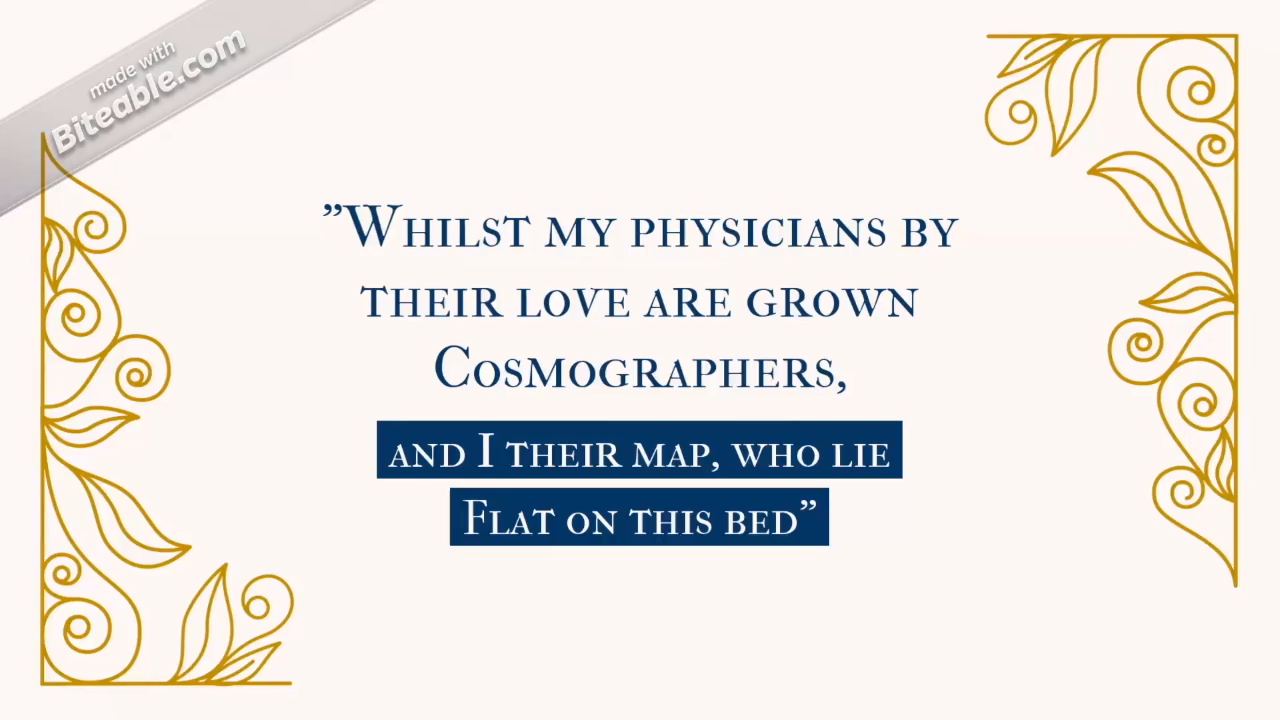 made with
Biteable.com
”Whilst my physicians by
their love are grown
Cosmographers,
and I their map, who lie
Flat on this bed”